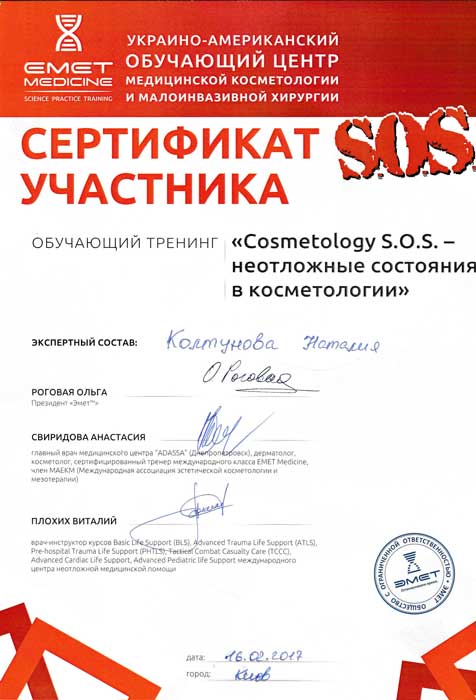 EMET
MEDICINE
SCIENCE PRACTICE TRAINING
УКРАИНО-АМЕРИКАНСКИЙ
ОБУЧАЮЩИЙ ЦЕНТР
МЕДИЦИНСКОЙ КОСМЕТОЛОГИИ
И МАЛОИНВАЗИВНОЙ ХИРУРГИИ
СЕРТИФИКАТ
УЧАСТНИКА
S.O.S.
ОБУЧАЮЩИЙ ТРЕНИНГ
«Cosmetology S.O.S. –
неотложные состояния
в косметологии»
ЭКСПЕРТНЫЙ СОСТАВ: Колтунова Наталия
О Роговая
РОГОВАЯ ОЛЬГА
Президент «Эмет™»
СВИРИДОВА АНАСТАСИЯ
главный врач медицинского центра "ADASSA" (Днепропетровск), дерматолог,
косметолог, сертифицированный тренер международного класса EMET Medicine,
член МАЕКМ (Международная ассоциация эстетической косметологии и
мезотерапии)
ПЛОХИХ ВИТАЛИЙ
врач-инструктор курсов Basic Life Support (BLS), Advanced Trauma Life Support (ATLS),
Pre-hospital Trauma Life Support (PHTLS), Tactical Combat Casualty Care (TCCC),
Advanced Cardiac Life Support, Advanced Pediatric life Support международного
центра неотложной медицинской помощи
ОБЩЕСТВО С ОГРАНИЧЕННОЙ ОТВЕТСТВЕННОСТЬЮ • ЭМЕТ •
ЭМЕТ
дата: 16.02.2017
город: Киев